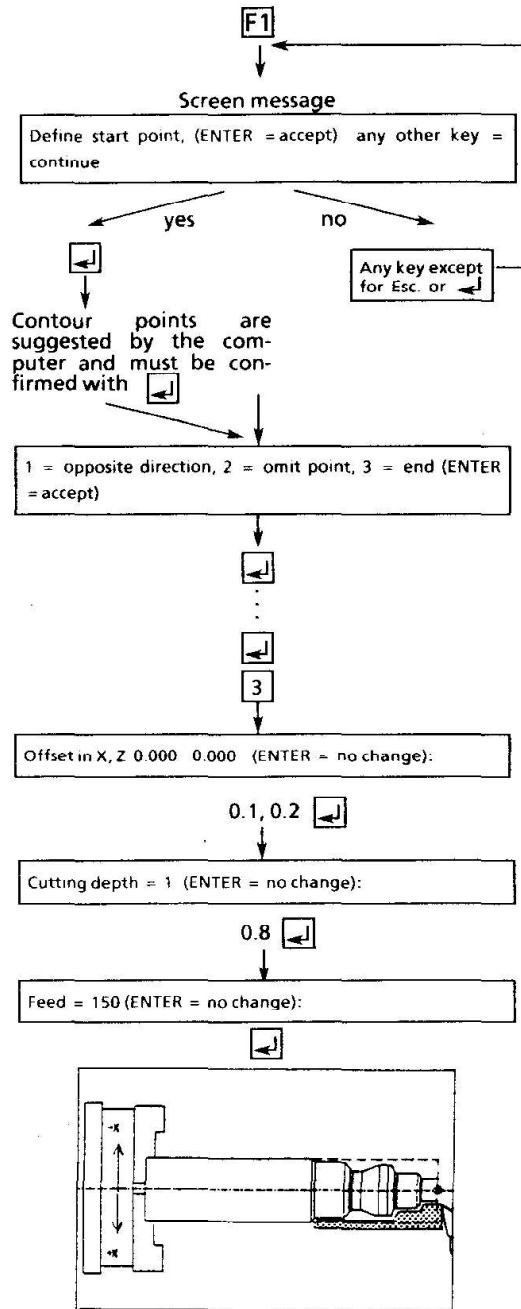 F1
Screen message
Define start point, (ENTER = accept) any other key =
continue
yes no
Any key except
for Esc. or
Contour points are
suggested by the com-
puter and must be con-
firmed with
1 = opposite direction, 2 = omit point, 3 = end (ENTER
= accept)
3
Offset in X, Z 0.000 0.000 (ENTER = no change):
0.1, 0.2
Cutting depth = 1 (ENTER = no change):
0.8
Feed = 150 (ENTER = no change):